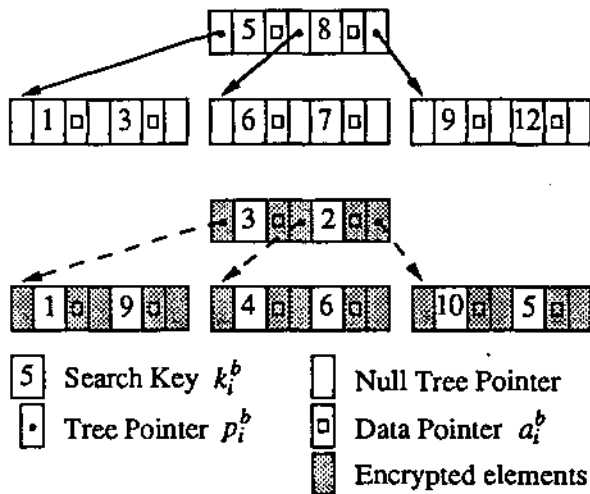 5 8
1 3 6 7 9 12
3 2
1 9 4 6 10 5
5 Search Key k_i^b
Null Tree Pointer
Tree Pointer p_i^b
Data Pointer a_i^b
Encrypted elements